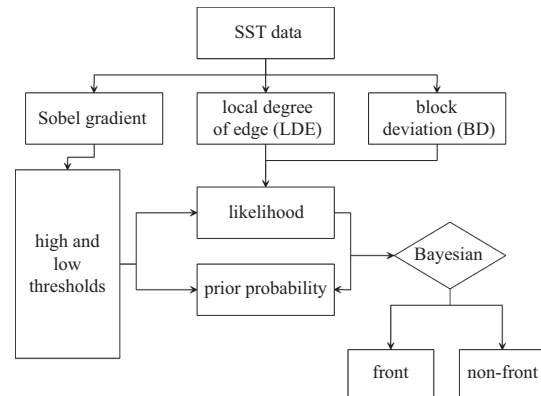 SST data
Sobel gradient
local degree
of edge (LDE)
block
deviation (BD)
high and
low
thresholds
likelihood
prior probability
Bayesian
front
non-front